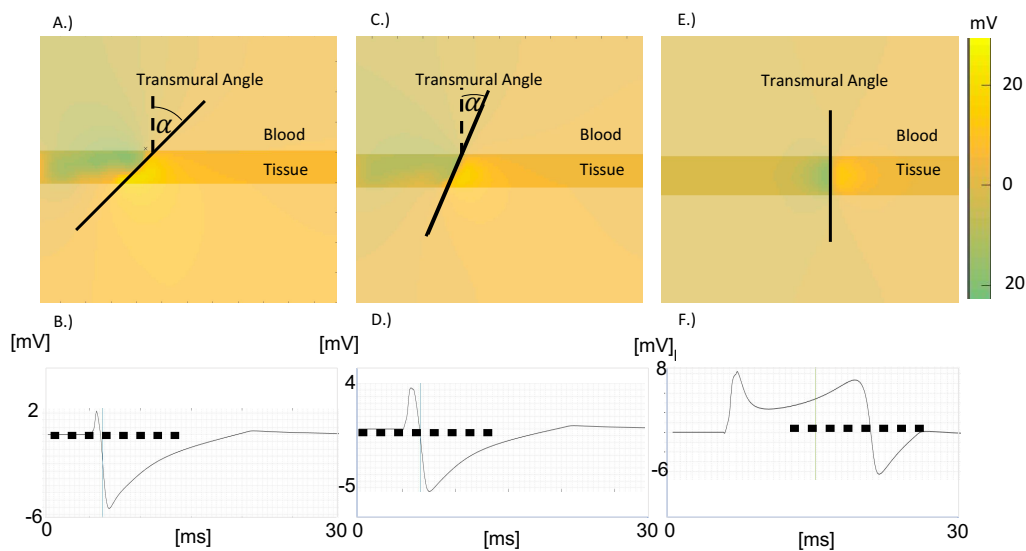 A.)
C.)
E.)
mV
Transmural Angle
Transmural Angle
Transmural Angle
α
α
20
Blood
Blood
Blood
Tissue
Tissue
Tissue
0
20
B.)
D.)
F.)
[mV]
[mV]
[mV]
2
4
8
-6
-5
-6
0
30
0
30
0
30
[ms]
[ms]
[ms]